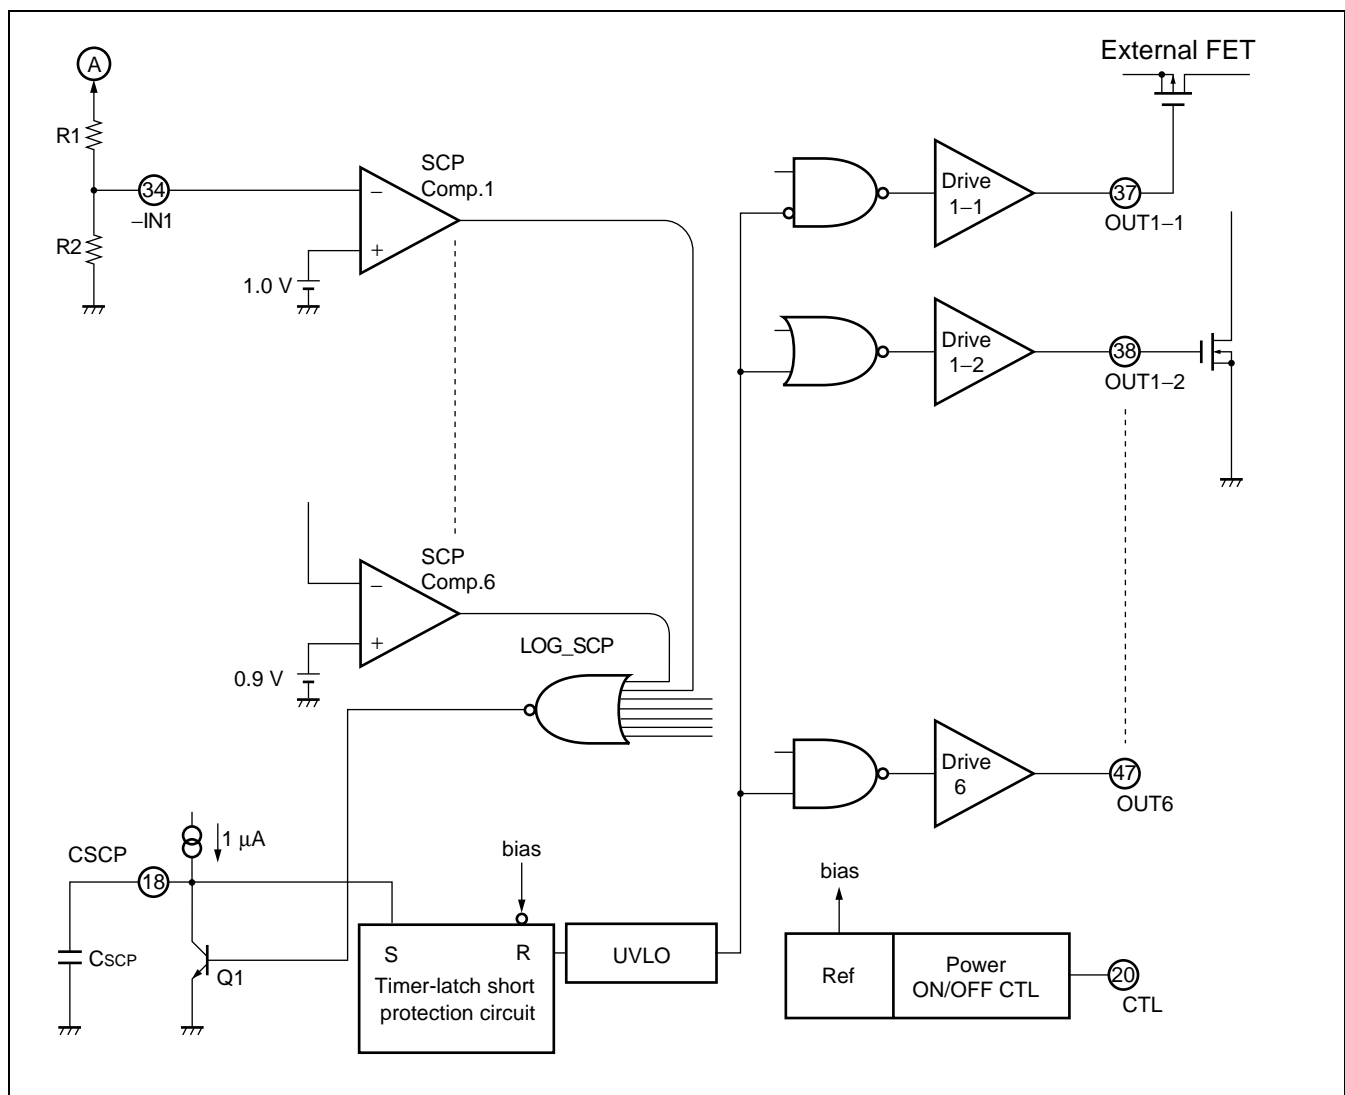 External FET
A
R1
R2
34
–IN1
SCP
Comp.1
–
+
1.0 V
Drive
1–1
37
OUT1–1
Drive
1–2
38
OUT1–2
SCP
Comp.6
–
+
0.9 V
LOG_SCP
Drive
6
47
OUT6
1 µA
CSCP
18
CSCP
Q1
bias
S
R
Timer-latch short
protection circuit
UVLO
bias
Ref
Power
ON/OFF CTL
20
CTL